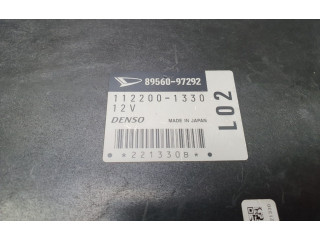 89560-97292
112200-1330
12V
DENSO MADE IN JAPAN
*221330B*
L02